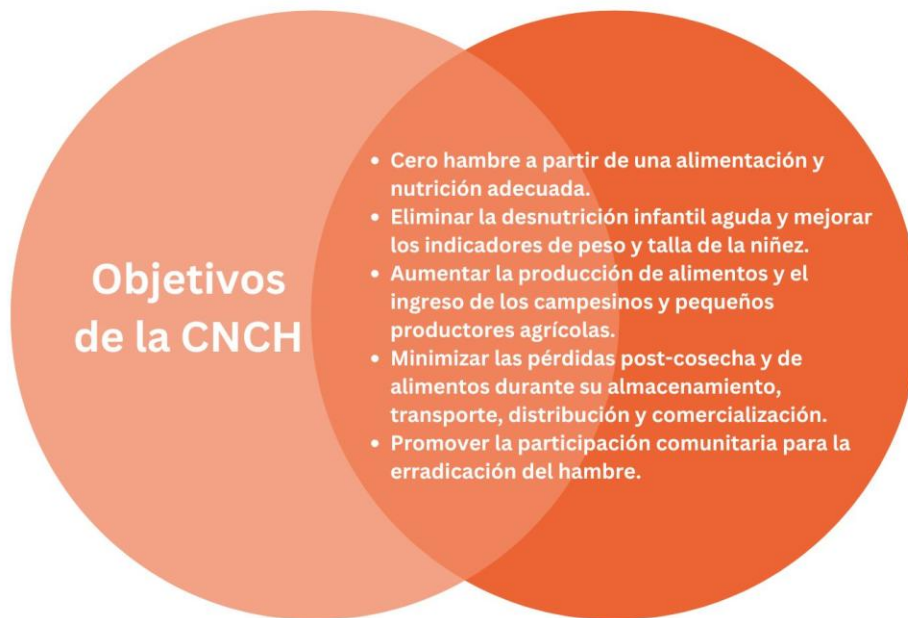 Objetivos
de la CNCH
• Cero hambre a partir de una alimentación y
nutrición adecuada.
• Eliminar la desnutrición infantil aguda y mejorar
los indicadores de peso y talla de la niñez.
• Aumentar la producción de alimentos y el
ingreso de los campesinos y pequeños
productores agrícolas.
• Minimizar las pérdidas post-cosecha y de
alimentos durante su almacenamiento,
transporte, distribución y comercialización.
• Promover la participación comunitaria para la
erradicación del hambre.